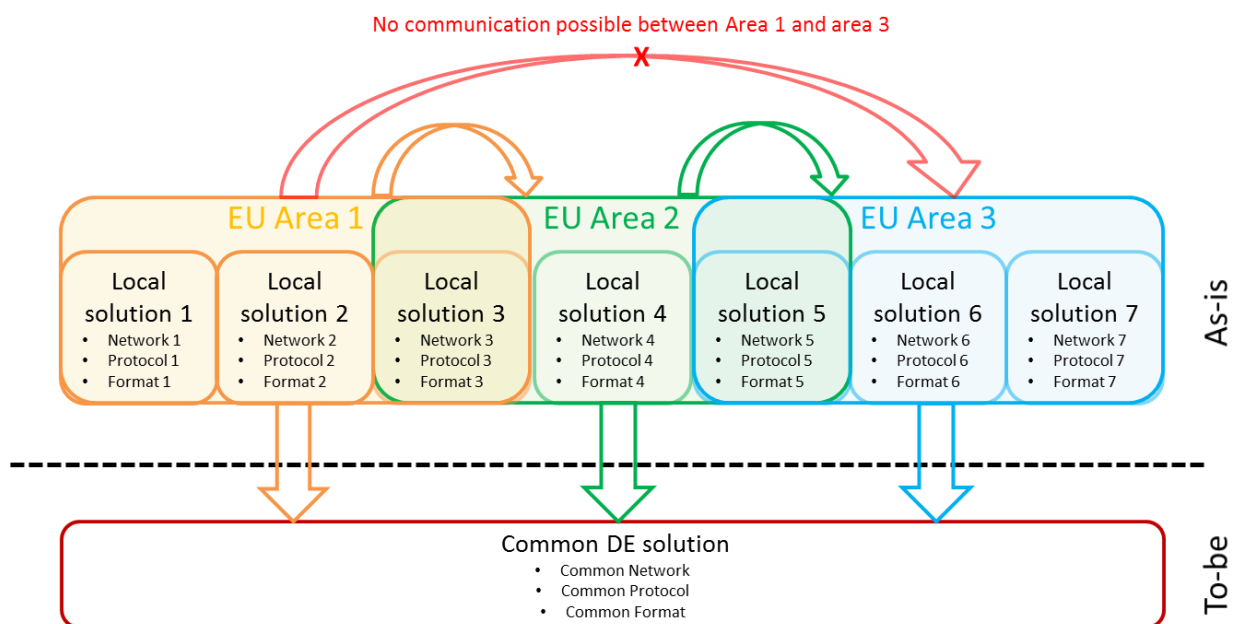 No communication possible between Area 1 and area 3
X
EU Area 1
EU Area 2
EU Area 3
Local
solution 1
• Network 1
• Protocol 1
• Format 1
Local
solution 2
• Network 2
• Protocol 2
• Format 2
Local
solution 3
• Network 3
• Protocol 3
• Format 3
Local
solution 4
• Network 4
• Protocol 4
• Format 4
Local
solution 5
• Network 5
• Protocol 5
• Format 5
Local
solution 6
• Network 6
• Protocol 6
• Format 6
Local
solution 7
• Network 7
• Protocol 7
• Format 7
As-is
Common DE solution
• Common Network
• Common Protocol
• Common Format
To-be